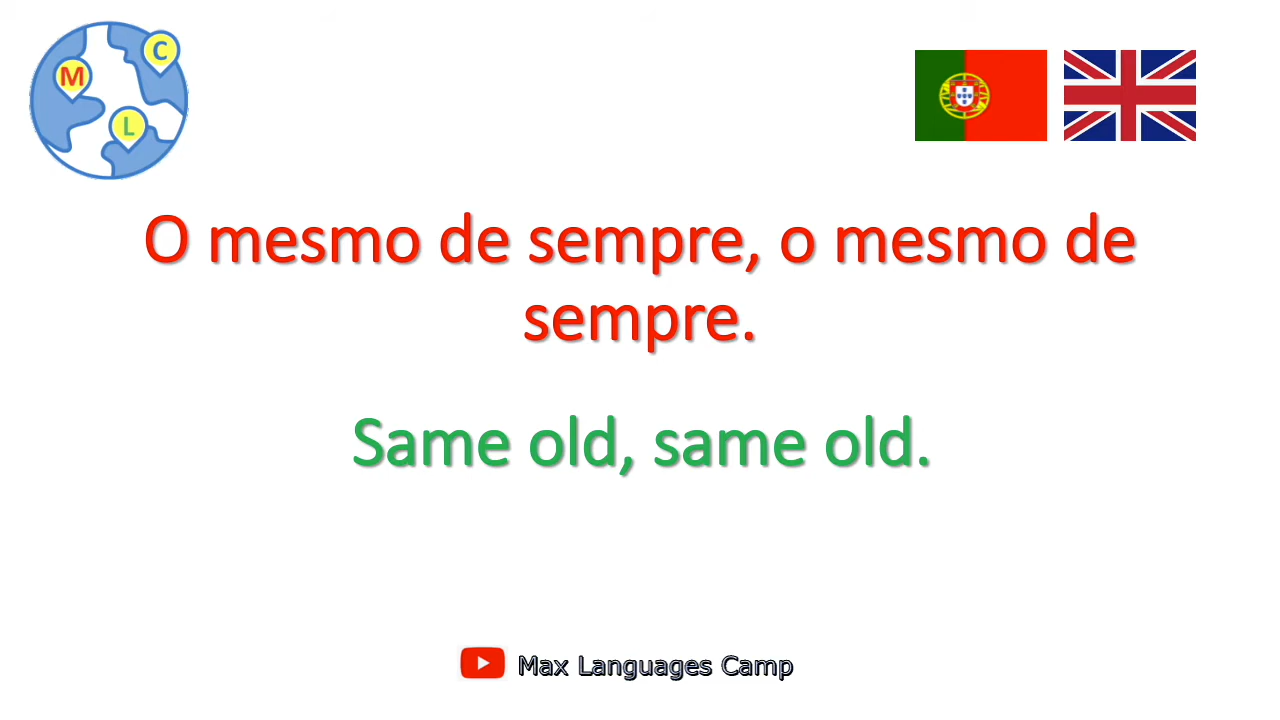 M
C
L
O mesmo de sempre, o mesmo de
sempre.
Same old, same old.
Max Languages Camp